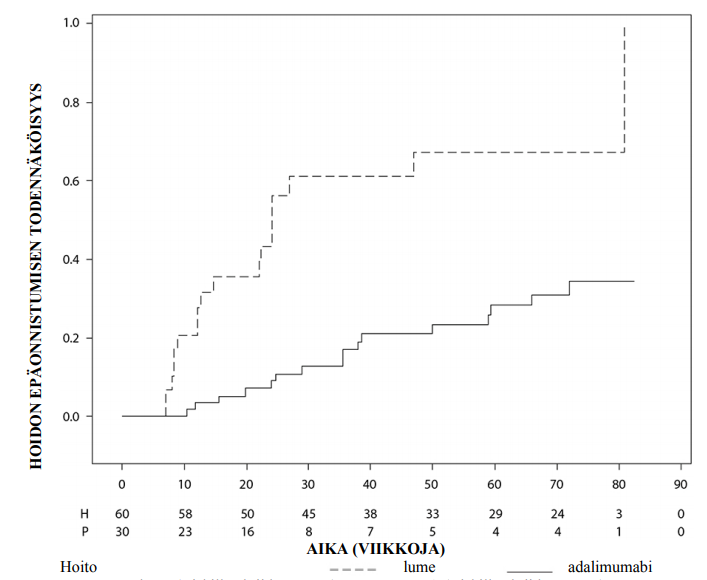 HOIDON EPÄONNISTUMISEN TODENNÄKÖISYYS
1.0
0.8
0.6
0.4
0.2
0.0
0 10 20 30 40 50 60 70 80 90
H 60 58 50 45 38 33 29 24 3 0
P 30 23 16 8 7 5 4 4 1 0
AIKA (VIIKKOJA)
Hoito lume adalimumabi